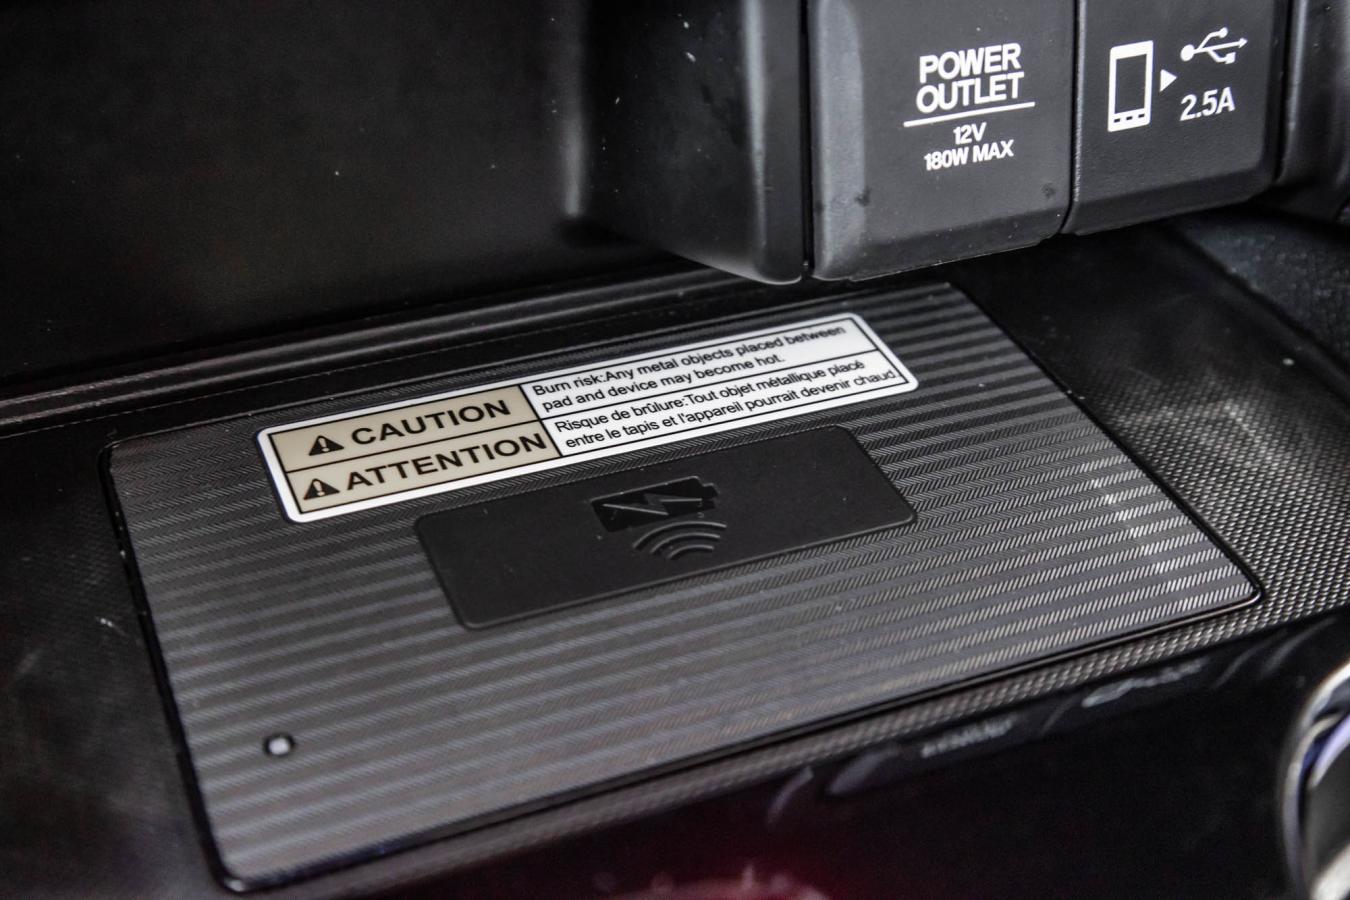 POWER
OUTLET
12V
180W MAX
2.5A
CAUTION
Burn risk:Any metal objects placed between
pad and device may become hot.
ATTENTION
Risque de brûlure:Tout objet métallique placé
entre le tapis et l'appareil pourrait devenir chaud.